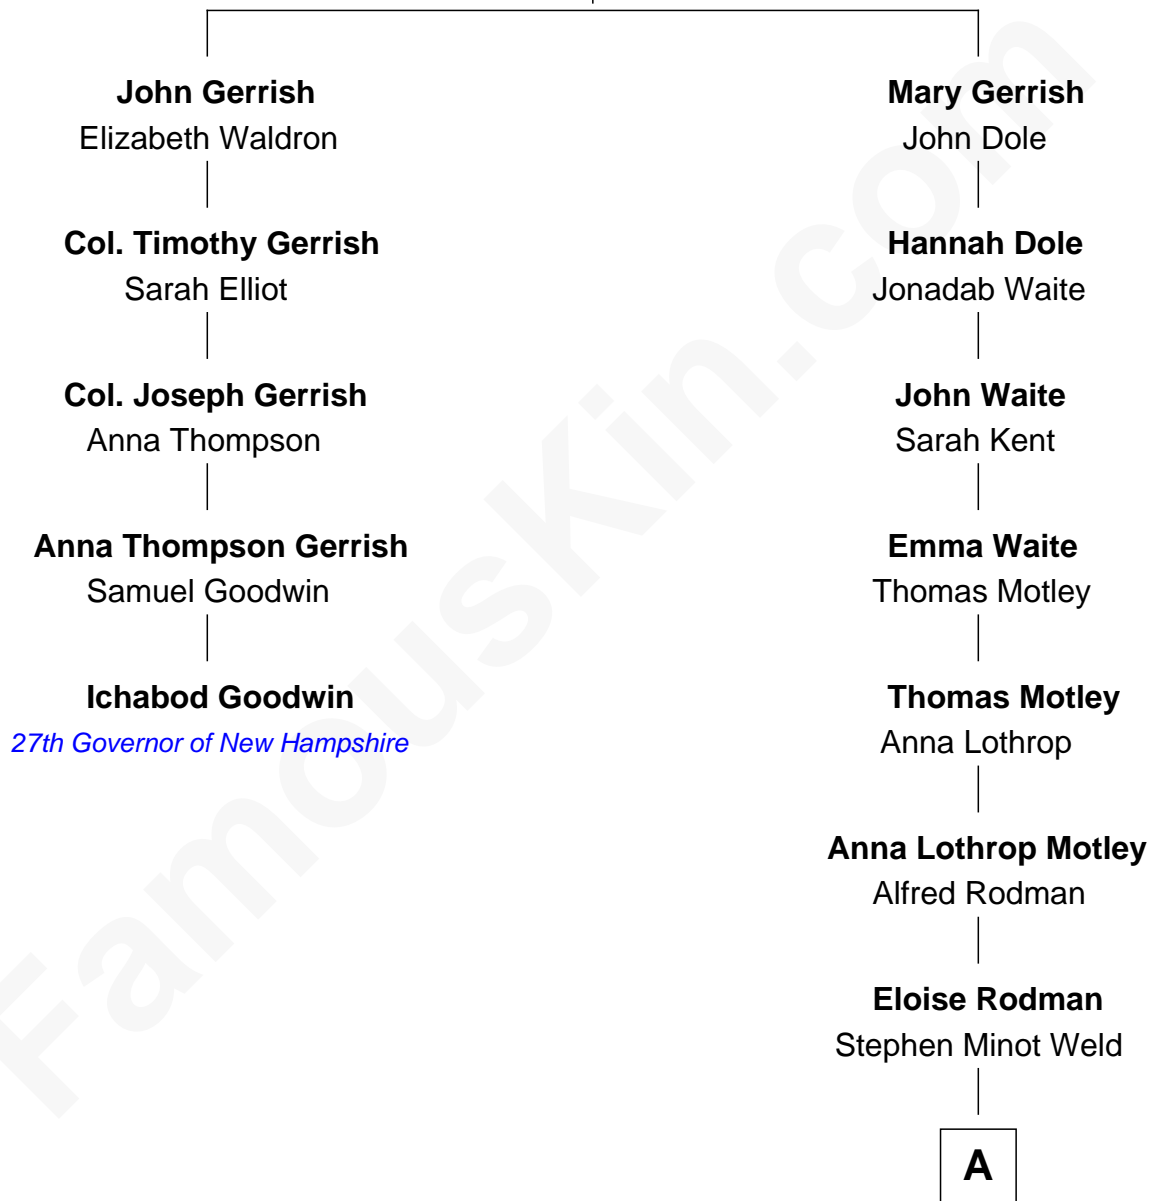 John Gerrish
Elizabeth Waldron
Col. Timothy Gerrish
Sarah Elliot
Col. Joseph Gerrish
Anna Thompson
Anna Thompson Gerrish
Samuel Goodwin
Ichabod Goodwin
27th Governor of New Hampshire
Mary Gerrish
John Dole
Hannah Dole
Jonadab Waite
John Waite
Sarah Kent
Emma Waite
Thomas Motley
Thomas Motley
Anna Lothrop
Anna Lothrop Motley
Alfred Rodman
Eloise Rodman
Stephen Minot Weld
A
FamousKin.com